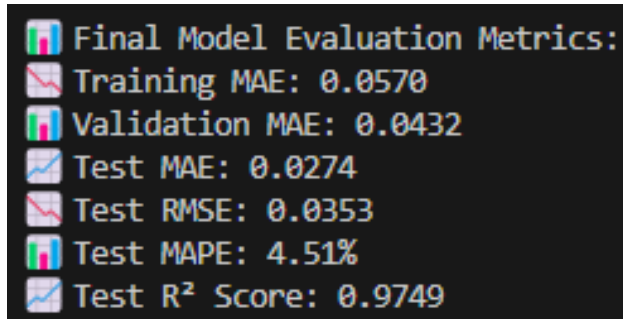 📊 Final Model Evaluation Metrics:
📉 Training MAE: 0.0570
📊 Validation MAE: 0.0432
📈 Test MAE: 0.0274
📉 Test RMSE: 0.0353
📊 Test MAPE: 4.51%
📈 Test R² Score: 0.9749